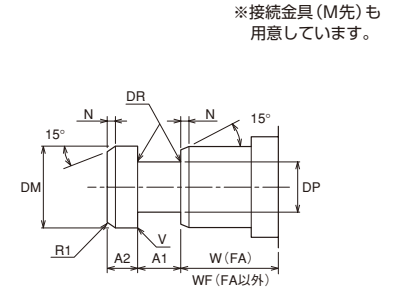 ※接続金具(M先)も
用意しています。
DR
N
N
15°
15°
DM
DP
R1
V
A2
A1
W(FA)
WF(FA以外)